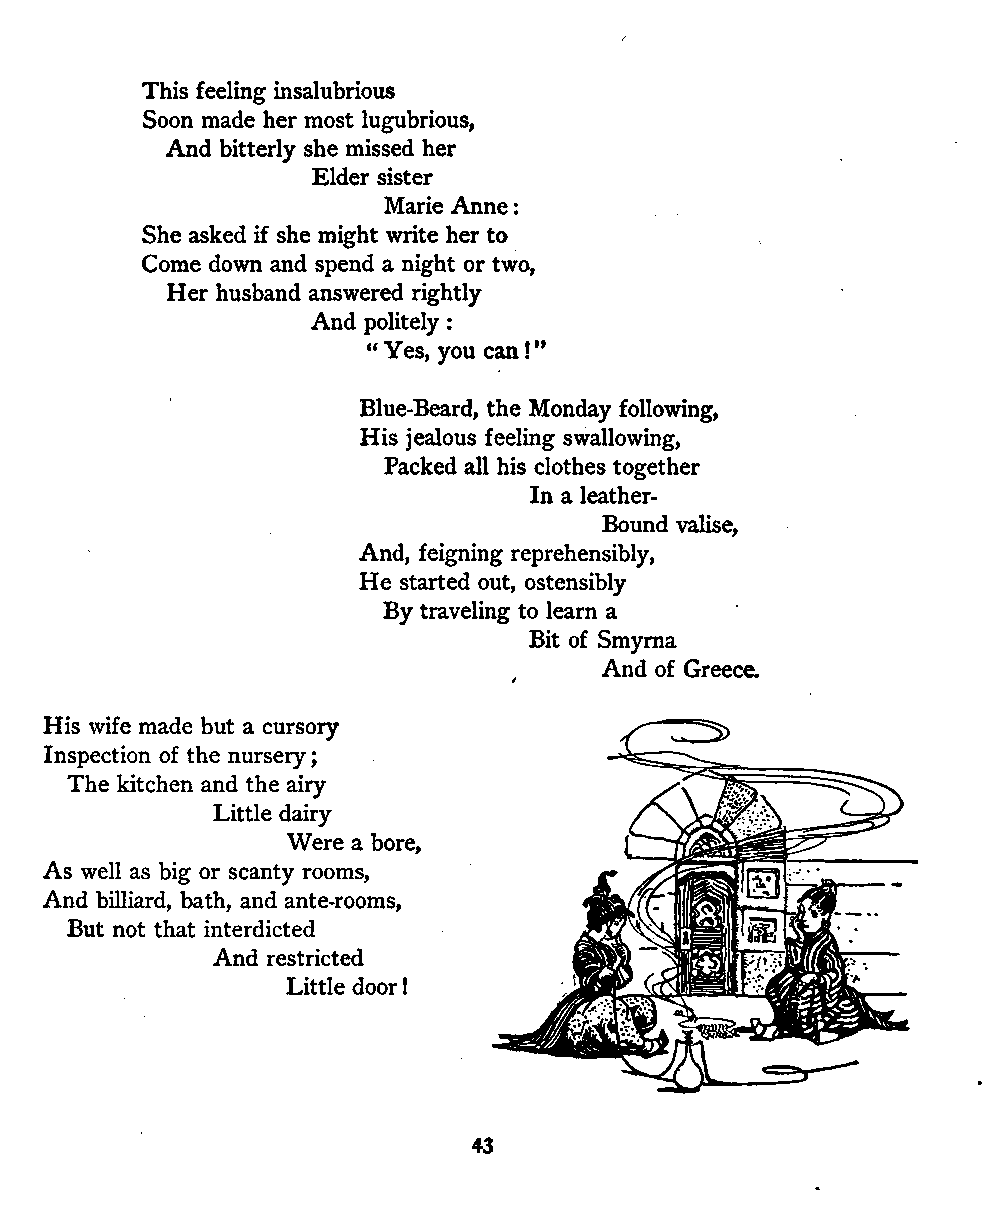 This feeling insalubrious
Soon made her most lugubrious,
And bitterly she missed her
Elder sister
Marie Anne:
She asked if she might write her to
Come down and spend a night or two,
Her husband answered rightly
And politely:
“Yes, you can!”
Blue-Beard, the Monday following,
His jealous feeling swallowing,
Packed all his clothes together
In a leather-
Bound valise,
And, feigning reprehensibly,
He started out, ostensibly
By traveling to learn a
Bit of Smyrna
And of Greece.
His wife made but a cursory
Inspection of the nursery;
The kitchen and the airy
Little dairy
Were a bore,
As well as big or scanty rooms,
And billiard, bath, and ante-rooms,
But not that interdicted
And restricted
Little door!
43